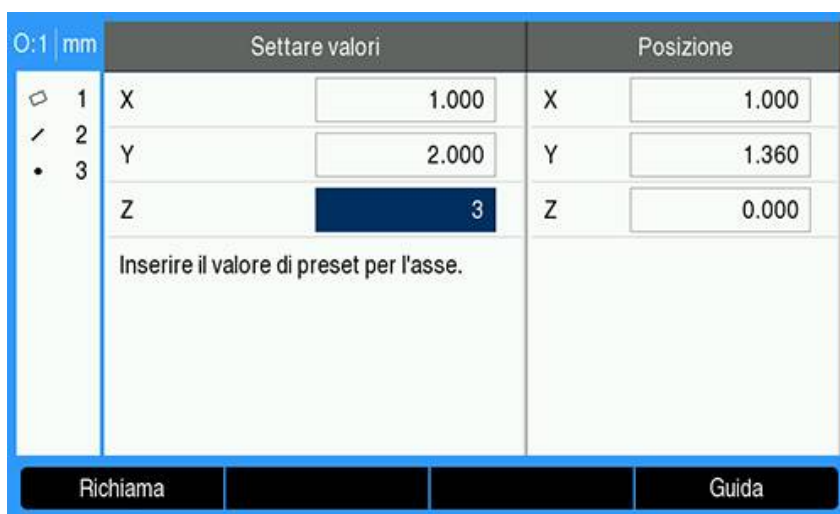 O:1 mm Settare valori Posizione
1 X 1.000 X 1.000
2
3
Y 2.000 Y 1.360
Z 3 Z 0.000
Inserire il valore di preset per l'asse.
Richiama Guida